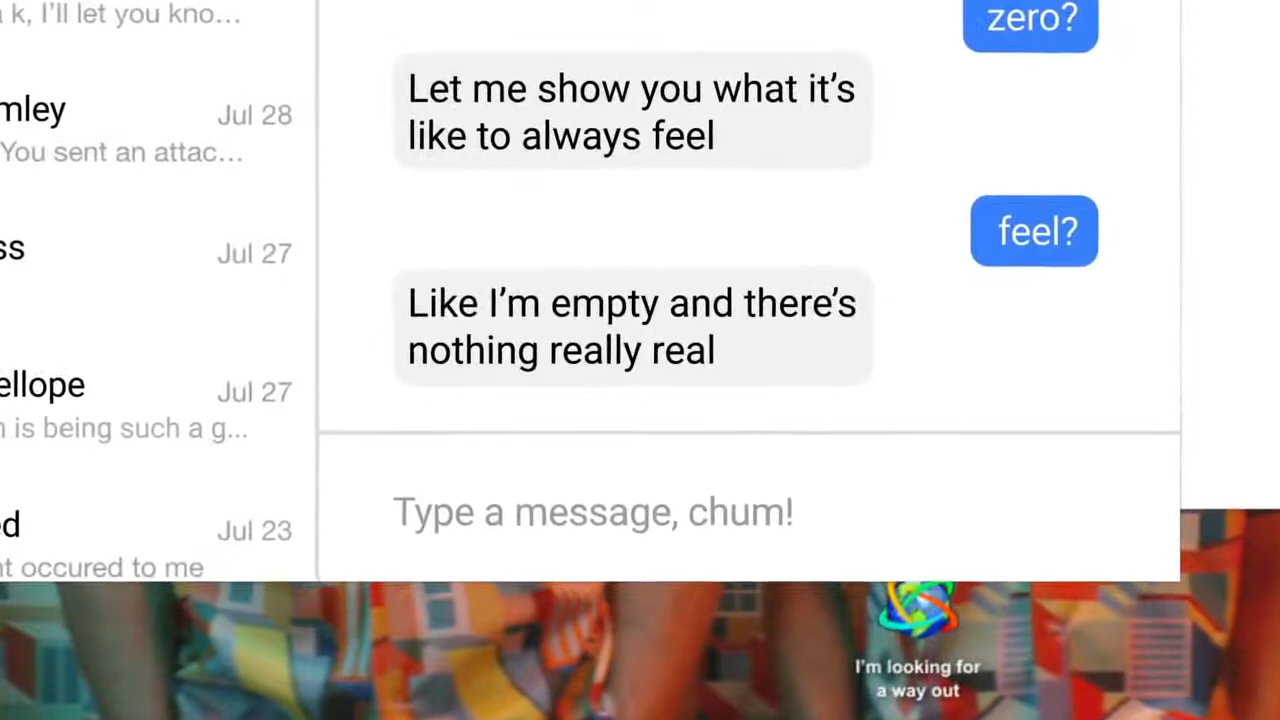 k, I'll let you kno...
mley
Jul 28
You sent an attac...
ss
Jul 27
ellope
Jul 27
is being such a g...
ed
Jul 23
nt occured to me
zero?
Let me show you what it's
like to always feel
feel?
Like I'm empty and there's
nothing really real
Type a message, chum!
I'm looking for
a way out